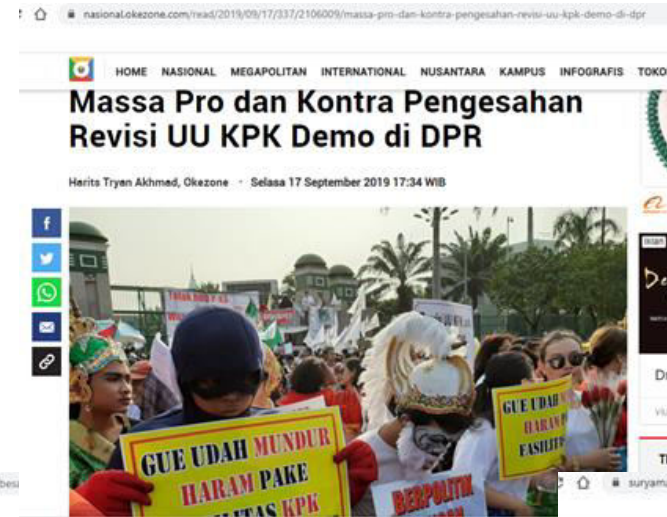 nasional.okezone.com/read/2019/09/17/337/2106009/massa-pro-dan-kontra-pengesahan-revisi-uu-kpk-demo-di-dpr
HOME NASIONAL MEGAPOLITAN INTERNATIONAL NUSANTARA KAMPUS INFOGRAFIS TOKO
Massa Pro dan Kontra Pengesahan
Revisi UU KPK Demo di DPR
Harits Tryan Akhmad, Okezone · Selasa 17 September 2019 17:34 WIB
GUE UDAH MUNDUR
HARAM PAKE
FASILITAS KPK
BERPOLITIK
GUE UDAH
HARAM
FASILIT
besa
suryama